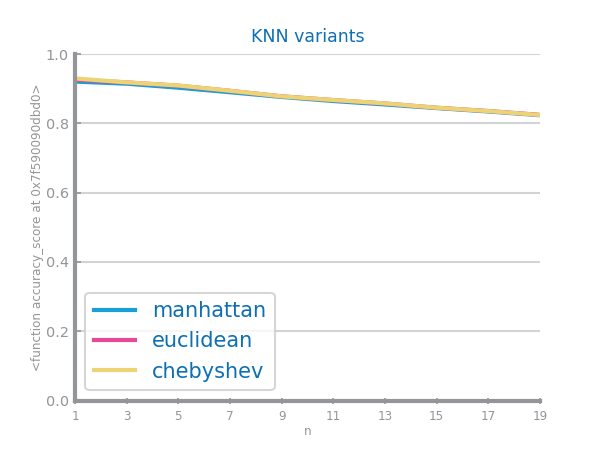 KNN variants
<function accuracy_score at 0x7f590090dbd0>
1.0
0.8
0.6
0.4
0.2
0.0
manhattan
euclidean
chebyshev
1 3 5 7 9 11 13 15 17 19
n